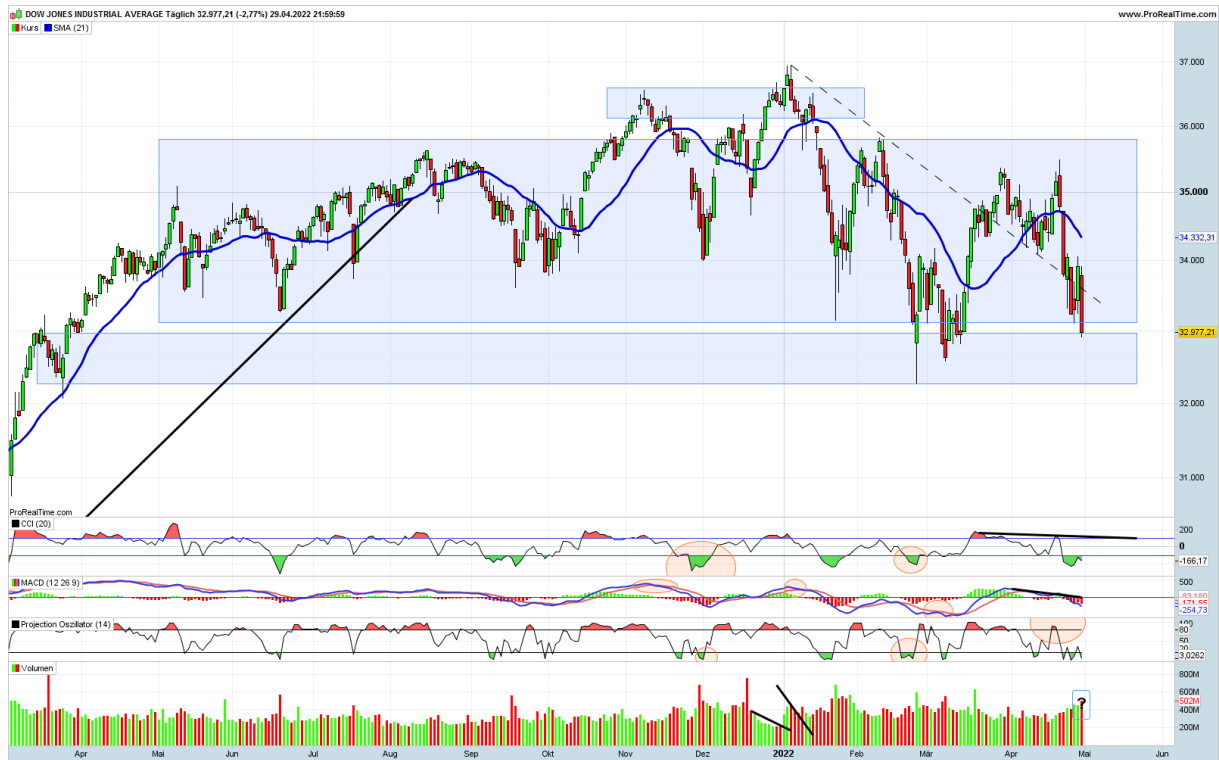 DOW JONES INDUSTRIAL AVERAGE Täglich 32.977,21 (-2,77%) 29.04.2022 21:59:59 www.ProRealTime.com
Kurs SMA (21)
37.000
36.000
35.000
34.332,31
34.000
32.977,21
32.000
31.000
ProRealTime.com
CCI (20)
200
0
-166,17
MACD (12 26 9)
500
-254,73
Projection Oszillator (14)
100
80
50
20
3,0262
Volumen
800M
600M
502M
400M
200M
?
Apr Mai Jun Jul Aug Sep Okt Nov Dez 2022 Feb Mär Apr Mai Jun